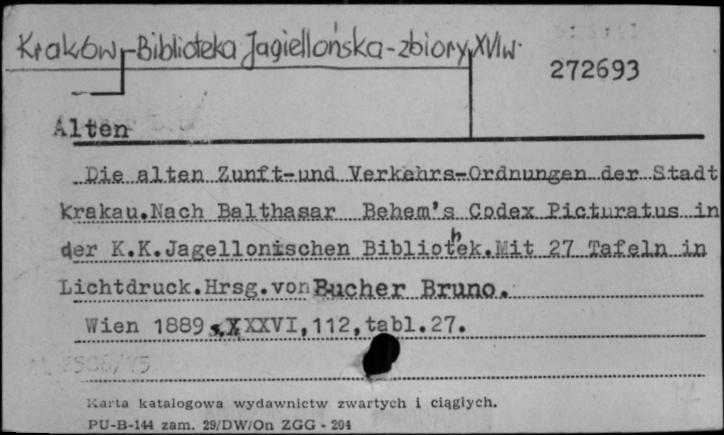 Kraków-Biblioteka Jagiellońska-zbiory, XVI w.
272693
Alten
Die alten Zunft-und Verkehrs-Ordnungen der Stadt
Krakau.Nach Balthasar Behem's Codex Picturatus in
der K.K.Jagellonischen Bibliothek.Mit 27 Tafeln in
Lichtdruck.Hrsg.von Bucher Bruno.
Wien 1889 s.XXXVI,112,tabl.27.
Karta katalogowa wydawnictw zwartych i ciągłych.
PU-B-144 zam. 29/DW/On ZGG - 204